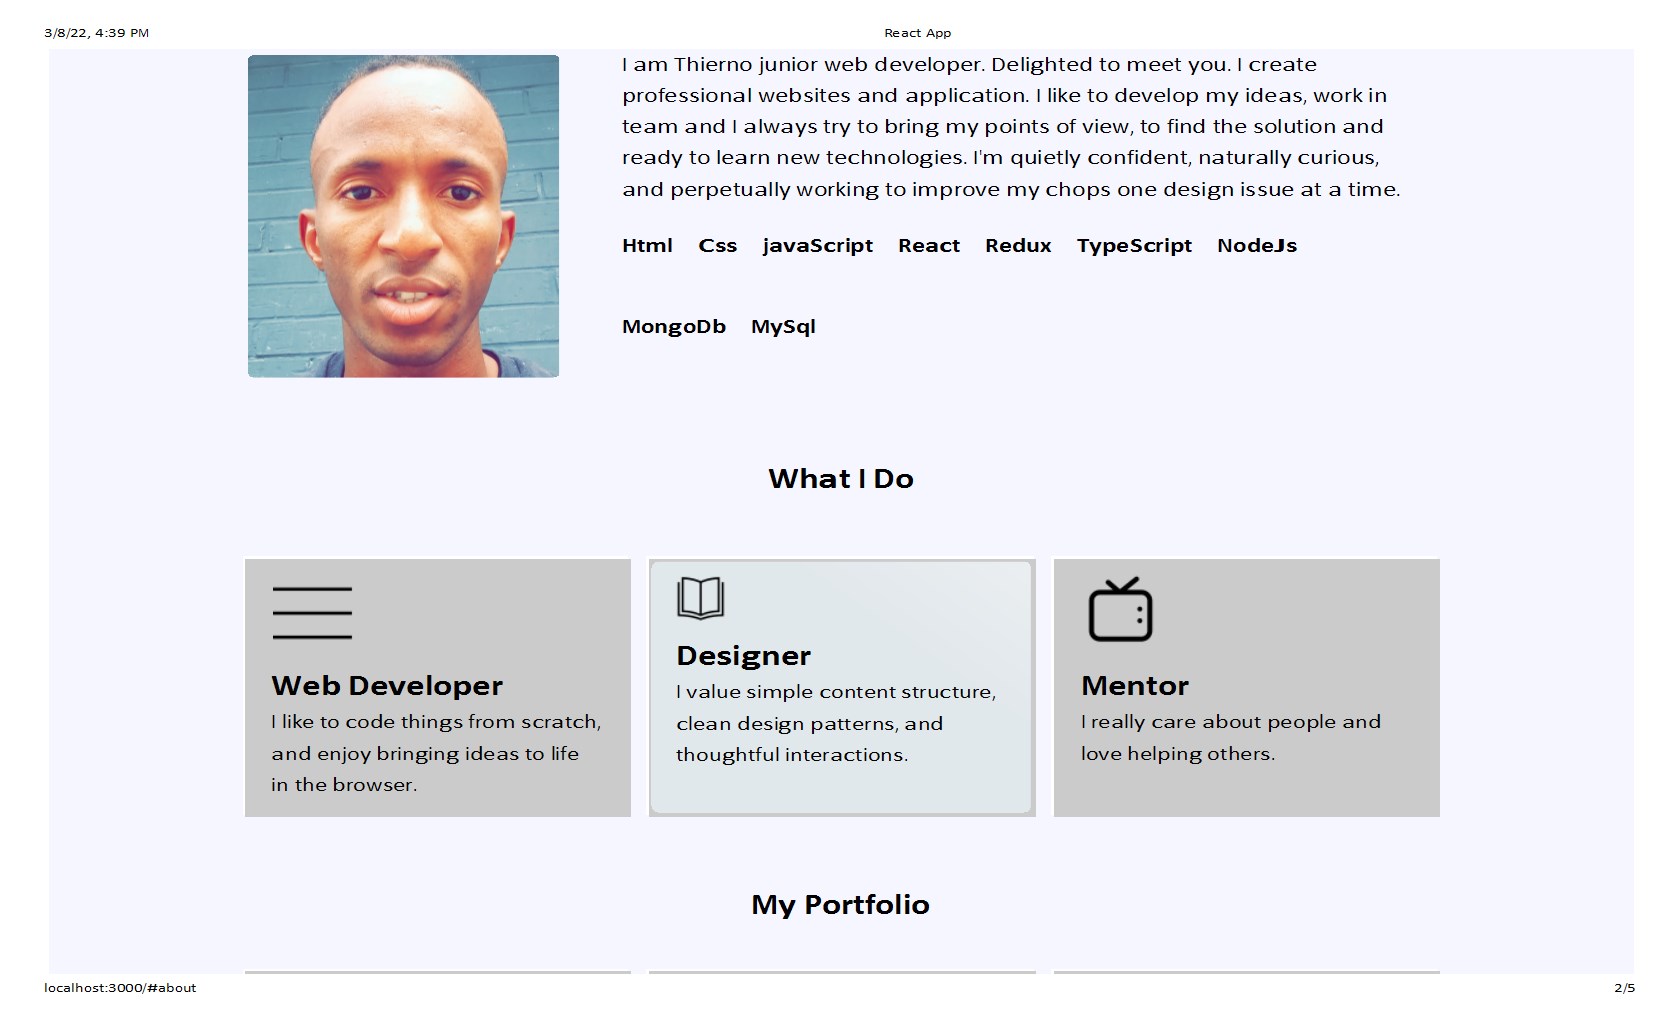 3/8/22, 4:39 PM
React App
I am Thierno junior web developer. Delighted to meet you. I create
professional websites and application. I like to develop my ideas, work in
team and I always try to bring my points of view, to find the solution and
ready to learn new technologies. I'm quietly confident, naturally curious,
and perpetually working to improve my chops one design issue at a time.
Html Css javaScript React Redux TypeScript NodeJs
MongoDb MySql
What I Do
Web Developer
I like to code things from scratch,
and enjoy bringing ideas to life
in the browser.
Designer
I value simple content structure,
clean design patterns, and
thoughtful interactions.
Mentor
I really care about people and
love helping others.
My Portfolio
localhost:3000/#about
2/5